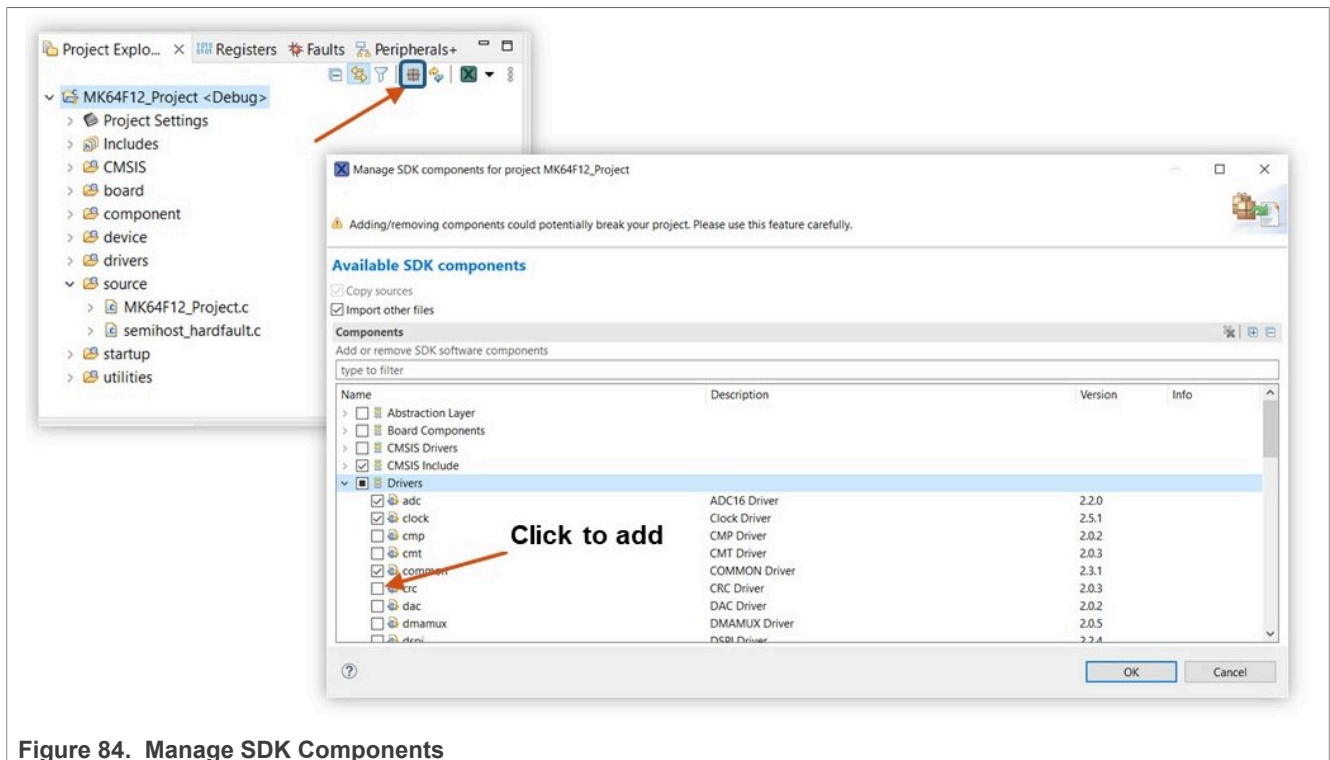 Project Explo... × Registers Faults Peripherals+
MK64F12_Project <Debug>
Project Settings
Includes
CMSIS
board
component
device
drivers
source
MK64F12_Project.c
semihost_hardfault.c
startup
utilities
Manage SDK components for project MK64F12_Project
Adding/removing components could potentially break your project. Please use this feature carefully.
Available SDK components
Copy sources
Import other files
Components
Add or remove SDK software components
type to filter
Name Description Version Info
Abstraction Layer
Board Components
CMSIS Drivers
CMSIS Include
Drivers
adc ADC16 Driver 2.2.0
clock Clock Driver 2.5.1
cmp CMP Driver 2.0.2
Click to add
cmt CMT Driver 2.0.3
common COMMON Driver 2.3.1
crc CRC Driver 2.0.3
dac DAC Driver 2.0.2
dmamux DMAMUX Driver 2.0.5
dspi DSPI Driver 2.2.4
OK Cancel
Figure 84. Manage SDK Components